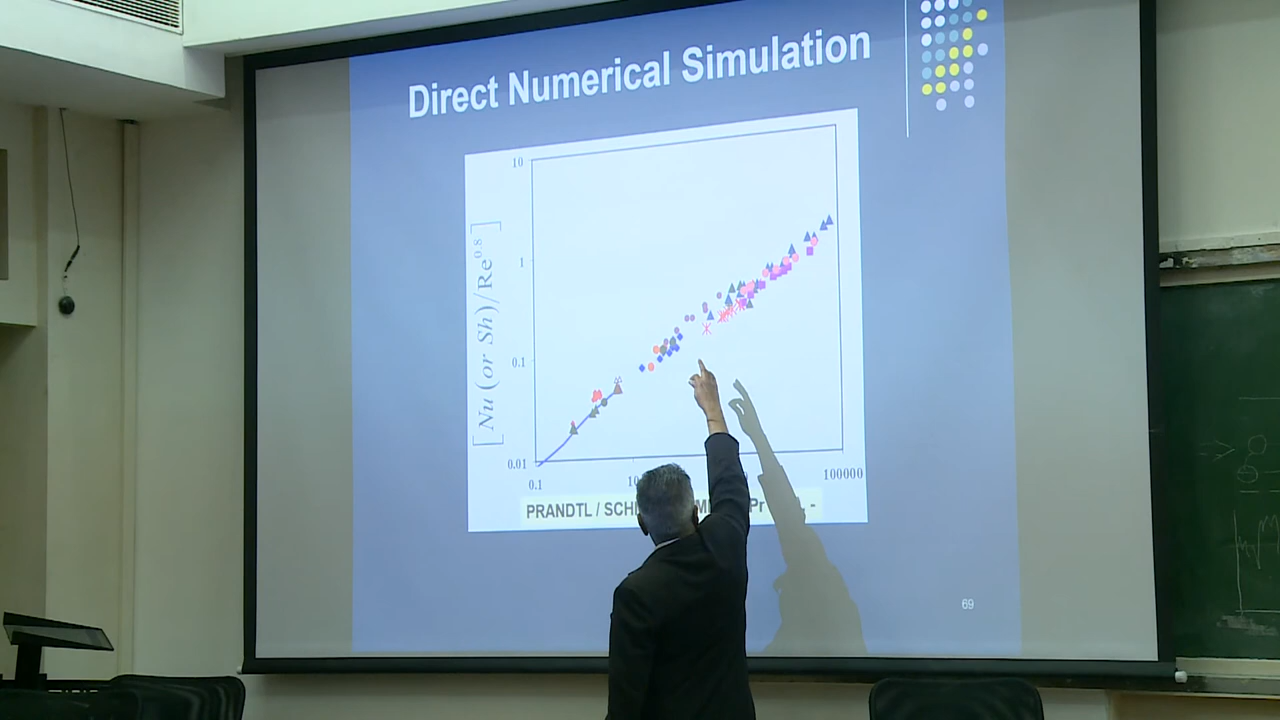 Direct Numerical Simulation
10
1
0.1
0.01
[Nu (or Sh)/Re^0.8]
0.1
10
100000
PRANDTL /
69